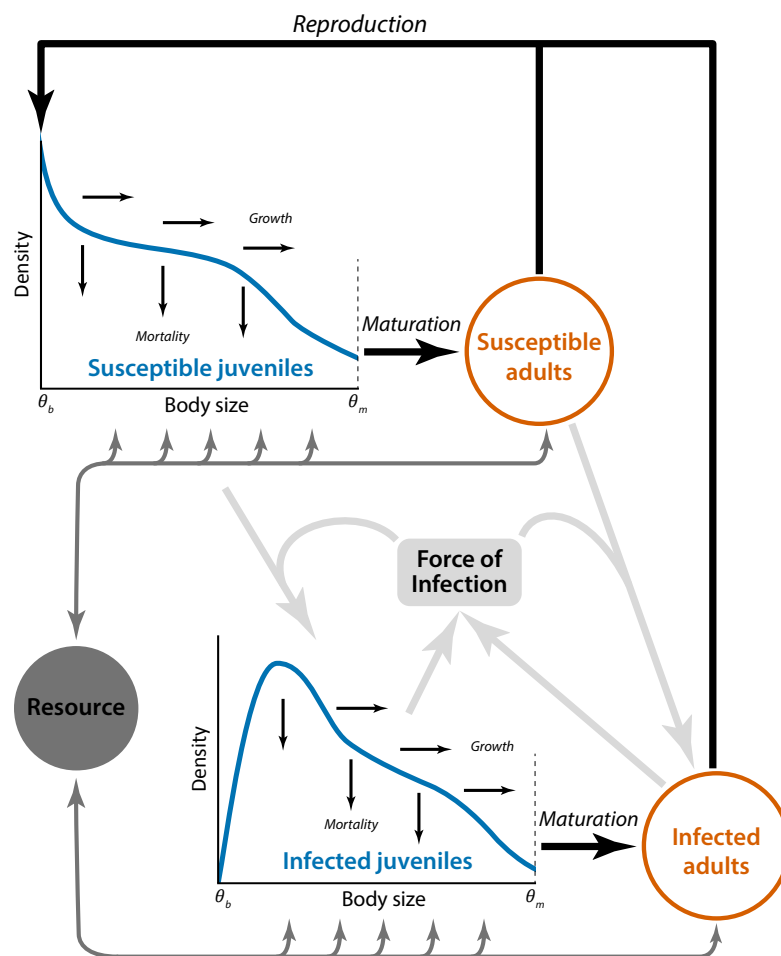 Reproduction
Density
Growth
Mortality
Susceptible juveniles
θb
Body size
θm
Maturation
Susceptible
adults
Force of
Infection
Resource
Density
Growth
Mortality
Infected juveniles
θb
Body size
θm
Maturation
Infected
adults